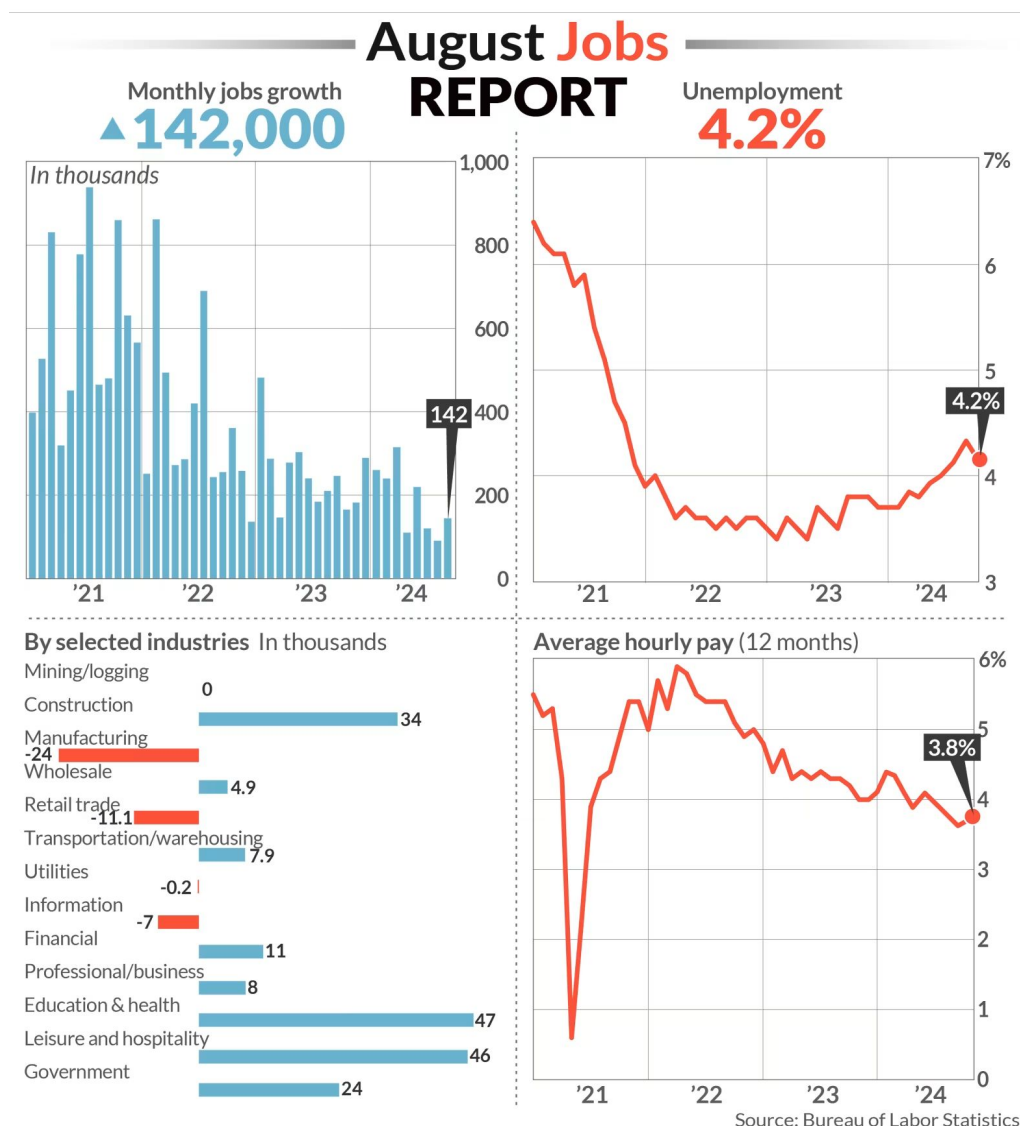 August Jobs
REPORT
Monthly jobs growth
▲142,000
In thousands
1,000
800
600
400
200
0
142
'21
'22
'23
'24
Unemployment
4.2%
7%
6
5
4
3
4.2%
'21
'22
'23
'24
By selected industries In thousands
Mining/logging
0
Construction
34
Manufacturing
-24
Wholesale
4.9
Retail trade
-11.1
Transportation/warehousing
7.9
Utilities
-0.2
Information
-7
Financial
11
Professional/business
8
Education & health
47
Leisure and hospitality
46
Government
24
Average hourly pay (12 months)
6%
5
4
3
2
1
0
3.8%
'21
'22
'23
'24
Source: Bureau of Labor Statistics